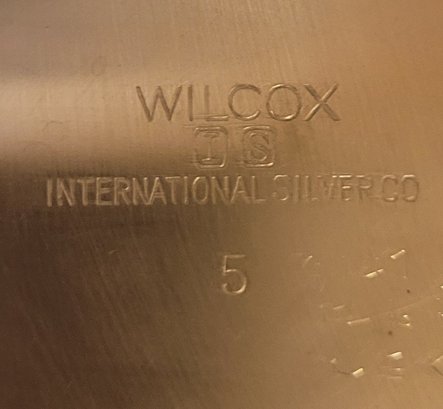 WILCOX
I S
INTERNATIONAL SILVER CO
5